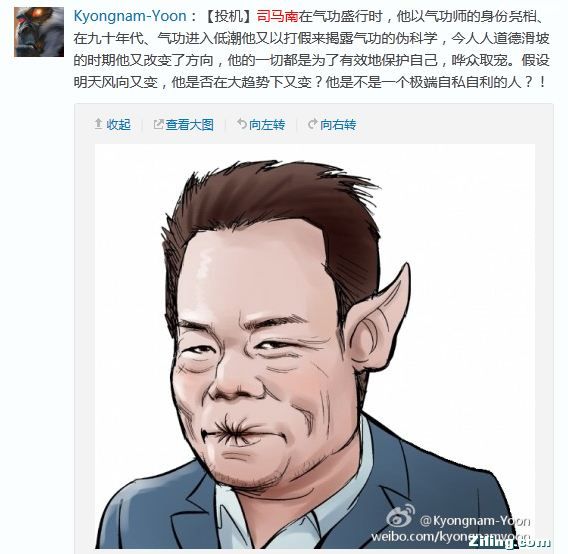 Kyongnam-Yoon：【投机】司马南在气功盛行时，他以气功师的身份亮相、
在九十年代、气功进入低潮他又以打假来揭露气功的伪科学，今人人道德滑坡
的时期他又改变了方向，他的一切都是为了有效地保护自己，哗众取宠。假设
明天风向又变，他是否在大趋势下又变？他是不是一个极端自私自利的人？！
收起 查看大图 向左转 向右转
@Kyongnam-Yoon
weibo.com/kyongnamyoon
Ziling.com